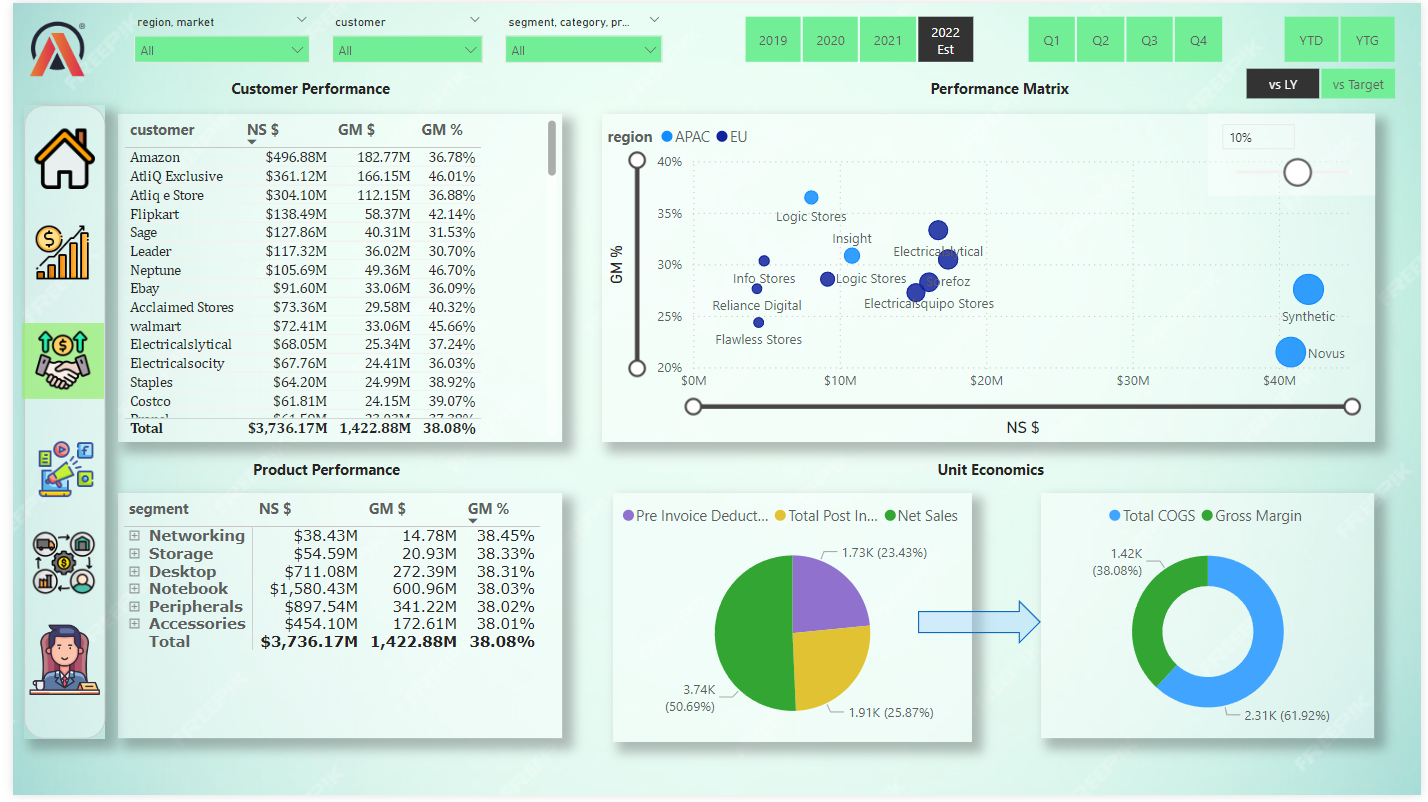 region, market
customer
segment, category, pr...
All
All
All
2019
2020
2021
2022 Est
Q1
Q2
Q3
Q4
YTD
YTG
vs LY
vs Target
Customer Performance
customer NS $ GM $ GM %
Amazon $496.88M 182.77M 36.78%
AtliQ Exclusive $361.12M 166.15M 46.01%
Atliq e Store $304.10M 112.15M 36.88%
Flipkart $138.49M 58.37M 42.14%
Sage $127.86M 40.31M 31.53%
Leader $117.32M 36.02M 30.70%
Neptune $105.69M 49.36M 46.70%
Ebay $91.60M 33.06M 36.09%
Acclaimed Stores $73.36M 29.58M 40.32%
walmart $72.41M 33.06M 45.66%
Electricalslytical $68.05M 25.34M 37.24%
Electricalsocity $67.76M 24.41M 36.03%
Staples $64.20M 24.99M 38.92%
Costco $61.81M 24.15M 39.07%
Total $3,736.17M 1,422.88M 38.08%
Performance Matrix
region APAC EU
10%
GM %
40%
35%
30%
25%
20%
Logic Stores
Insight
Electricalslytical
Info Stores
Logic Stores
Reliance Digital
Electricalsquipo Stores
Flawless Stores
Synthetic
Novus
$0M
$10M
$20M
$30M
$40M
NS $
Product Performance
segment NS $ GM $ GM %
Networking $38.43M 14.78M 38.45%
Storage $54.59M 20.93M 38.33%
Desktop $711.08M 272.39M 38.31%
Notebook $1,580.43M 600.96M 38.03%
Peripherals $897.54M 341.22M 38.02%
Accessories $454.10M 172.61M 38.01%
Total $3,736.17M 1,422.88M 38.08%
Unit Economics
Pre Invoice Deduct... Total Post In... Net Sales
1.73K (23.43%)
3.74K
(50.69%)
1.91K (25.87%)
Total COGS Gross Margin
1.42K
(38.08%)
2.31K (61.92%)